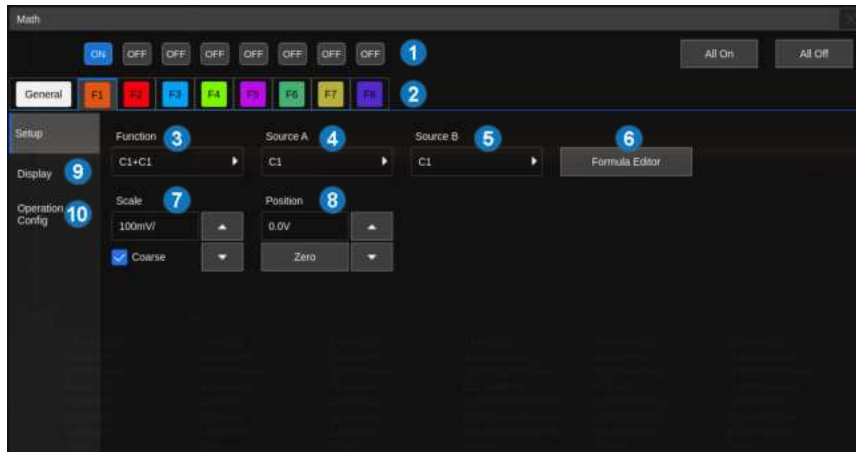 Math
ON OFF OFF OFF OFF OFF OFF OFF 1 All On All Off
General F1 F2 F3 F4 F5 F6 F7 F8 2
Setup Function 3 Source A 4 Source B 5 6
C1+C1 C1 C1 Formula Editor
Display 9
Operation Config 10
Scale 7 Position 8
100mV/ 0.0V
Coarse Zero